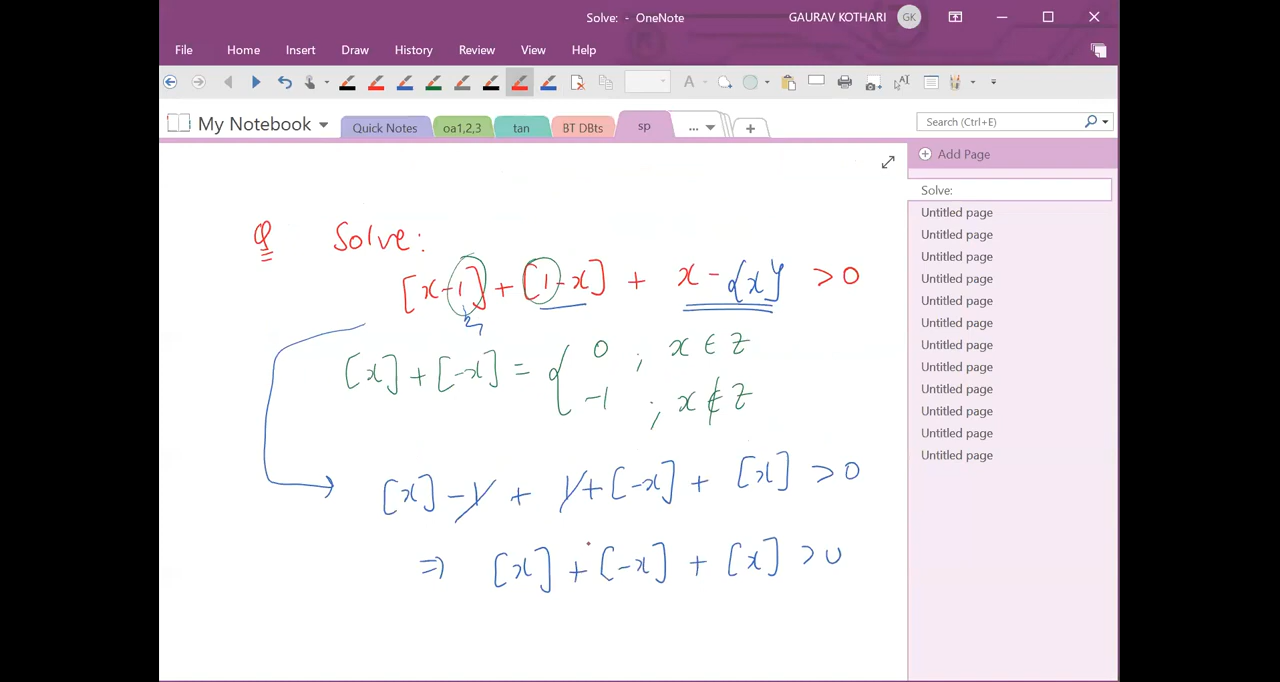 Solve: - OneNote
GAURAV KOTHARI
GK
File Home Insert Draw History Review View Help
My Notebook
Quick Notes
oa1,2,3
tan
BT DBts
sp
...
Search (Ctrl+E)
Add Page
Solve:
Untitled page
Untitled page
Untitled page
Untitled page
Untitled page
Untitled page
Untitled page
Untitled page
Untitled page
Untitled page
Untitled page
Untitled page
Q Solve:
[x-1] + [1-x] + x - {x} > 0
[x] + [-x] = { 0 ; x ∈ Z
-1 ; x ∉ Z
[x] - 1 + 1 + [-x] + [x] > 0
⇒ [x] + [-x] + [x] > 0